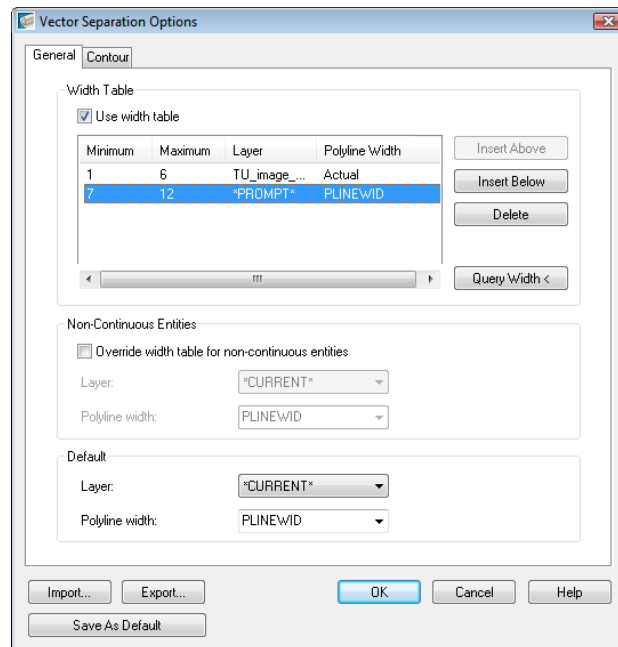 Vector Separation Options
General Contour
Width Table
Use width table
Minimum Maximum Layer Polyline Width
1 6 TU_image_... Actual
7 12 *PROMPT* PLINEWID
Insert Above
Insert Below
Delete
Query Width <
Non-Continuous Entities
Override width table for non-continuous entities
Layer: *CURRENT*
Polyline width: PLINEWID
Default
Layer: *CURRENT*
Polyline width: PLINEWID
Import... Export... OK Cancel Help
Save As Default